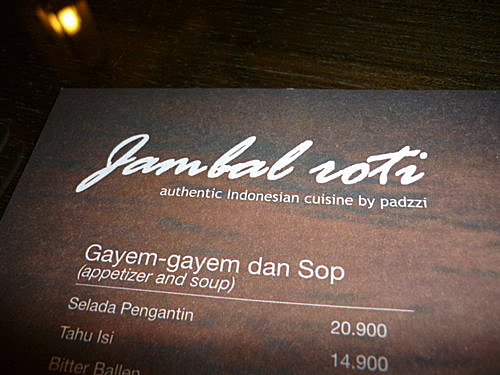 Jambal roti
authentic Indonesian cuisine by padzzi
Gayem-gayem dan Sop
(appetizer and soup)
Selada Pengantin 20.900
Tahu Isi 14.900
Bitter Ballen